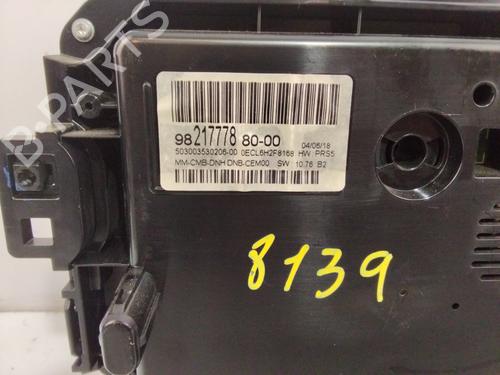 B-PARTS
98 217778 80-00
04/06/18
503003530206-00 0ECL6H2F8168 HW PRS5
MM-CMB-DNH DNB-CEM00 SW 10.76 B2
8139